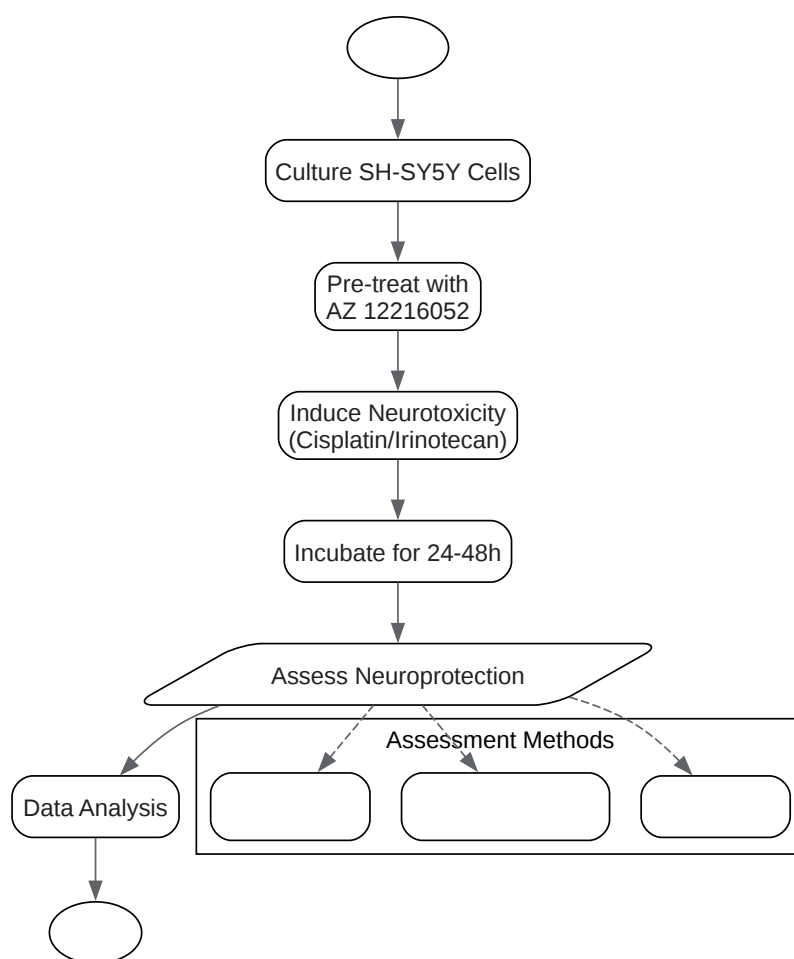 Culture SH-SY5Y Cells
Pre-treat with
AZ 12216052
Induce Neurotoxicity
(Cisplatin/Irinotecan)
Incubate for 24-48h
Assess Neuroprotection
Assessment Methods
Data Analysis